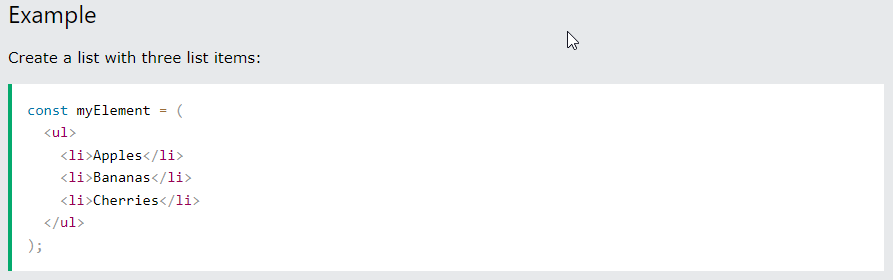 Example
Create a list with three list items:
const myElement = (
  <ul>
    <li>Apples</li>
    <li>Bananas</li>
    <li>Cherries</li>
  </ul>
);